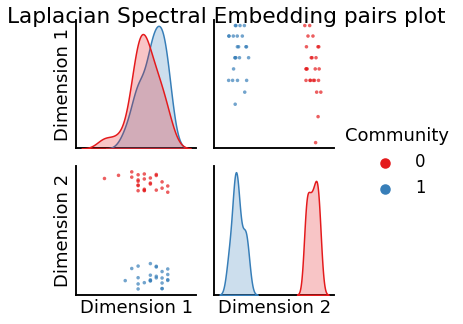 Laplacian Spectral Embedding pairs plot
Dimension 1
Community
0
1
Dimension 2
Dimension 1
Dimension 2